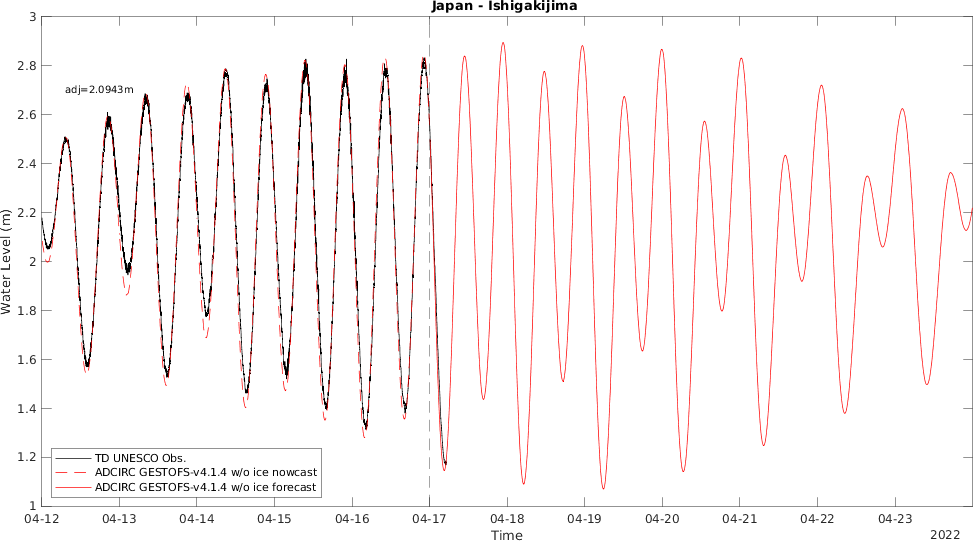 Japan - Ishigakijima
3
2.8
2.6
2.4
2.2
2
1.8
1.6
1.4
1.2
1
Water Level (m)
adj=2.0943m
TD UNESCO Obs.
ADCIRC GESTOFS-v4.1.4 w/o ice nowcast
ADCIRC GESTOFS-v4.1.4 w/o ice forecast
04-12 04-13 04-14 04-15 04-16 04-17 04-18 04-19 04-20 04-21 04-22 04-23
Time
2022